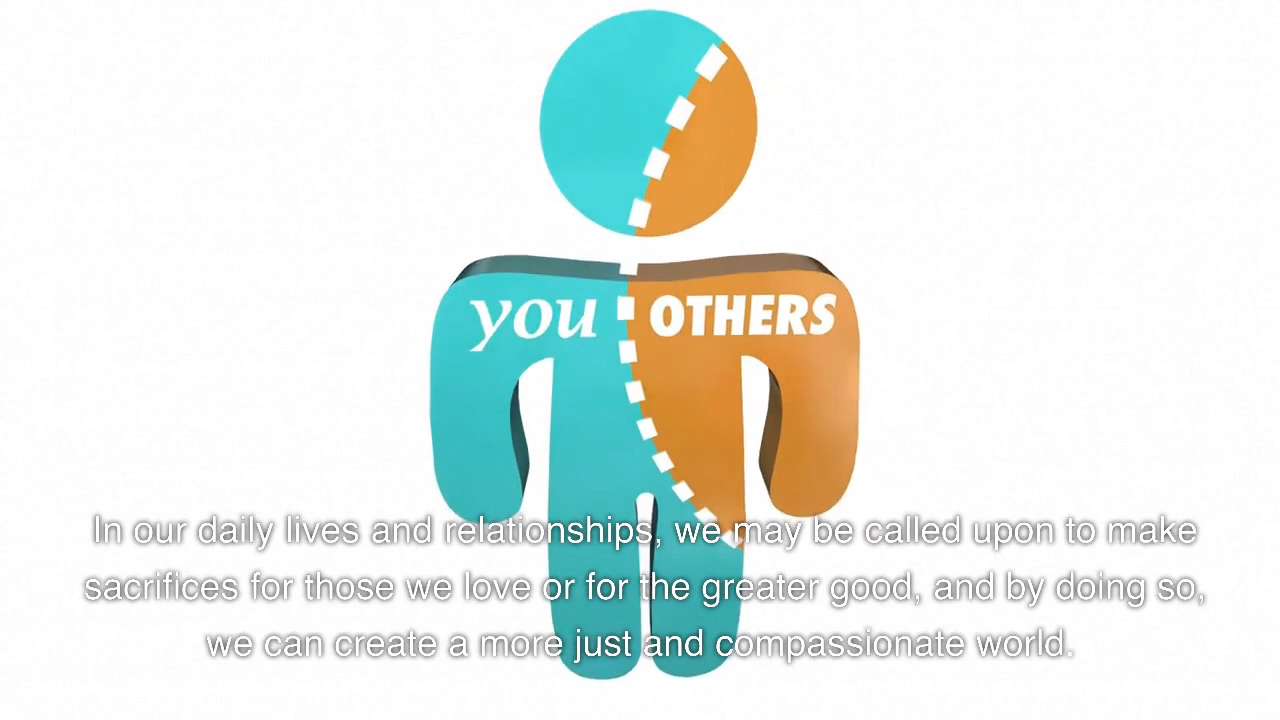 you OTHERS
In our daily lives and relationships, we may be called upon to make
sacrifices for those we love or for the greater good, and by doing so,
we can create a more just and compassionate world.